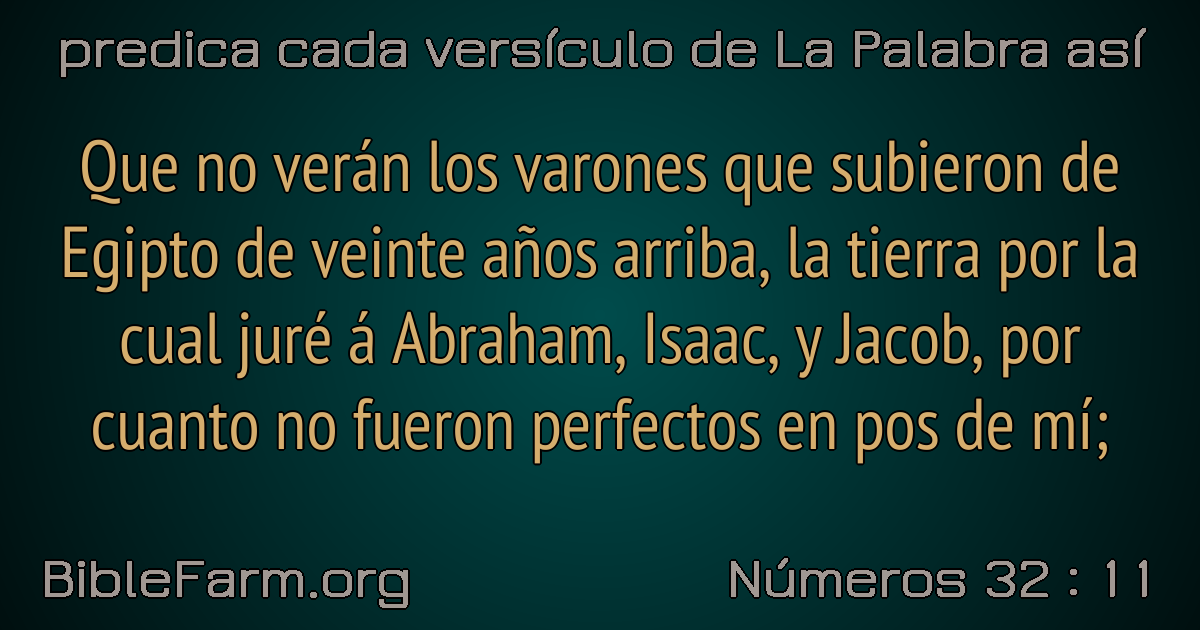 predica cada versículo de La Palabra así
Que no verán los varones que subieron de
Egipto de veinte años arriba, la tierra por la
cual juré á Abraham, Isaac, y Jacob, por
cuanto no fueron perfectos en pos de mí;
BibleFarm.org
Números 32 : 11